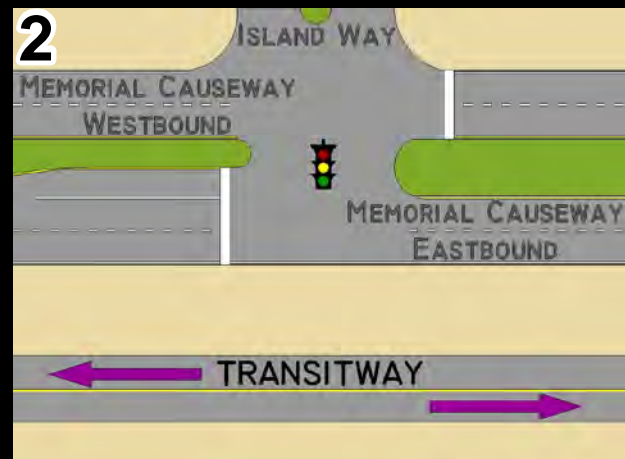 2
ISLAND WAY
MEMORIAL CAUSEWAY
WESTBOUND
MEMORIAL CAUSEWAY
EASTBOUND
TRANSITWAY